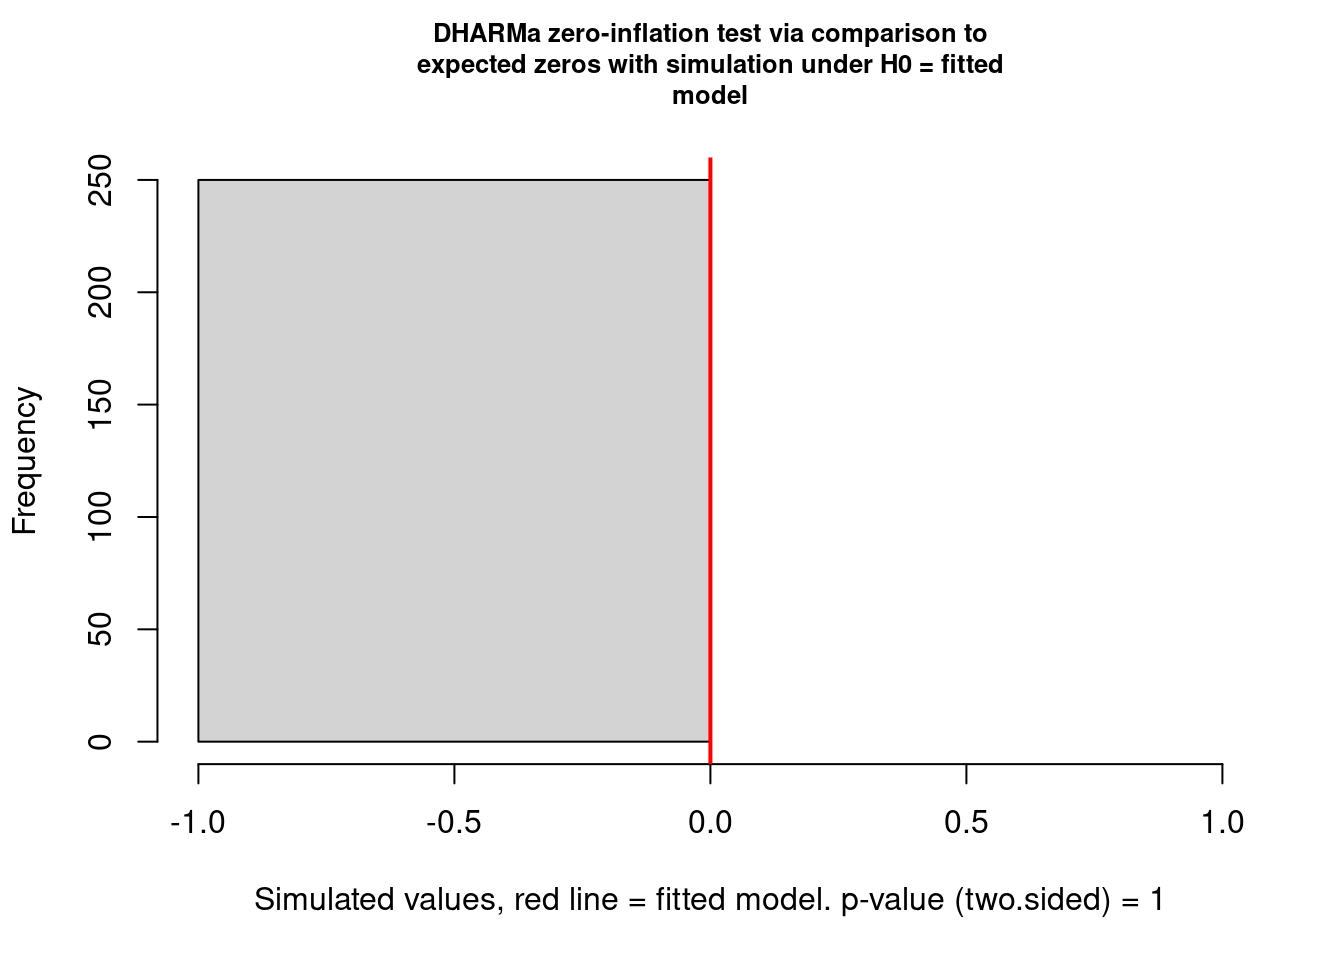 DHARMa zero-inflation test via comparison to
expected zeros with simulation under H0 = fitted
model
Frequency
250
200
150
100
50
0
-1.0
-0.5
0.0
0.5
1.0
Simulated values, red line = fitted model. p-value (two.sided) = 1